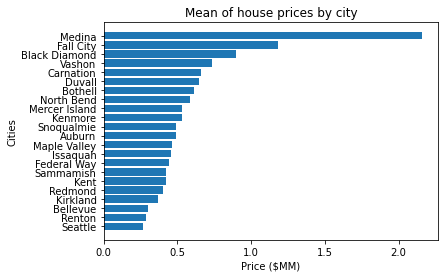 Mean of house prices by city
Medina
Fall City
Black Diamond
Vashon
Carnation
Duvall
Bothell
North Bend
Mercer Island
Kenmore
Snoqualmie
Auburn
Maple Valley
Issaquah
Federal Way
Sammamish
Kent
Redmond
Kirkland
Bellevue
Renton
Seattle
Cities
0.0 0.5 1.0 1.5 2.0
Price ($MM)